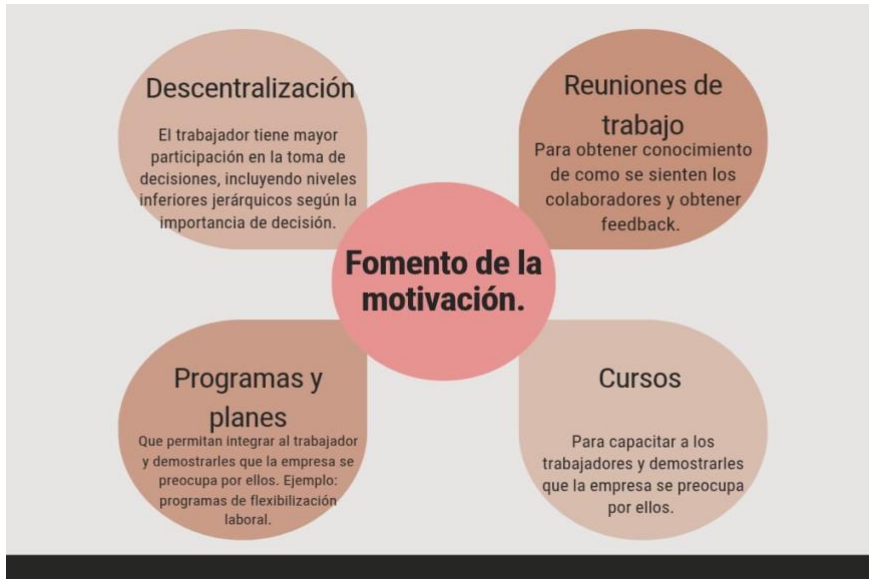 Descentralización
El trabajador tiene mayor
participación en la toma de
decisiones, incluyendo niveles
inferiores jerárquicos según la
importancia de decisión.
Reuniones de
trabajo
Para obtener conocimiento
de como se sienten los
colaboradores y obtener
feedback.
Fomento de la
motivación.
Programas y
planes
Que permitan integrar al trabajador
y demostrarles que la empresa se
preocupa por ellos. Ejemplo:
programas de flexibilización
laboral.
Cursos
Para capacitar a los
trabajadores y demostrarles
que la empresa se preocupa
por ellos.